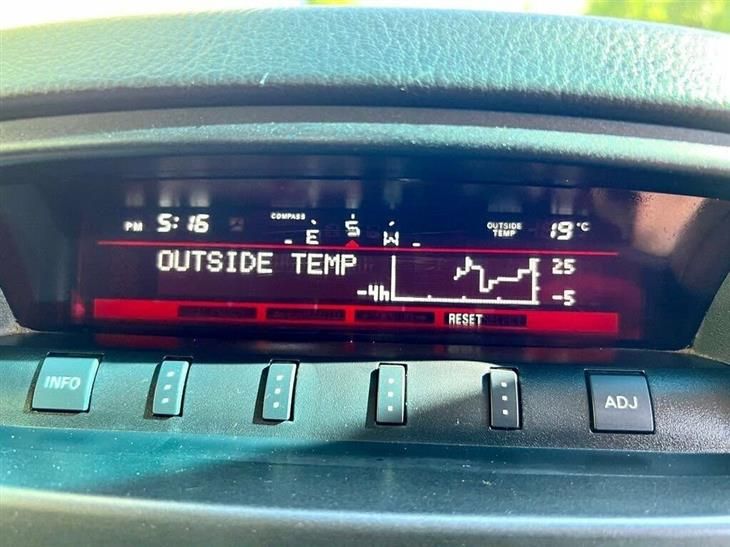 PM 5:16
COMPASS
E S W
OUTSIDE TEMP 19°C
OUTSIDE TEMP
25
-4h
-5
RESET
INFO
ADJ